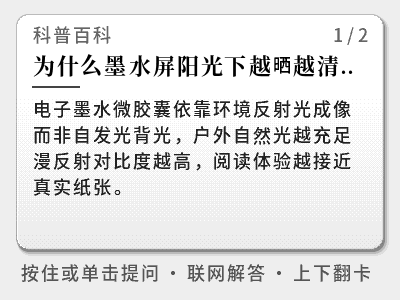 科普百科 1/2
为什么墨水屏阳光下越晒越清..
电子墨水微胶囊依靠环境反射光成像
而非自发光背光，户外自然光越充足
漫反射对比度越高，阅读体验越接近
真实纸张。
按住或单击提问 · 联网解答 · 上下翻卡